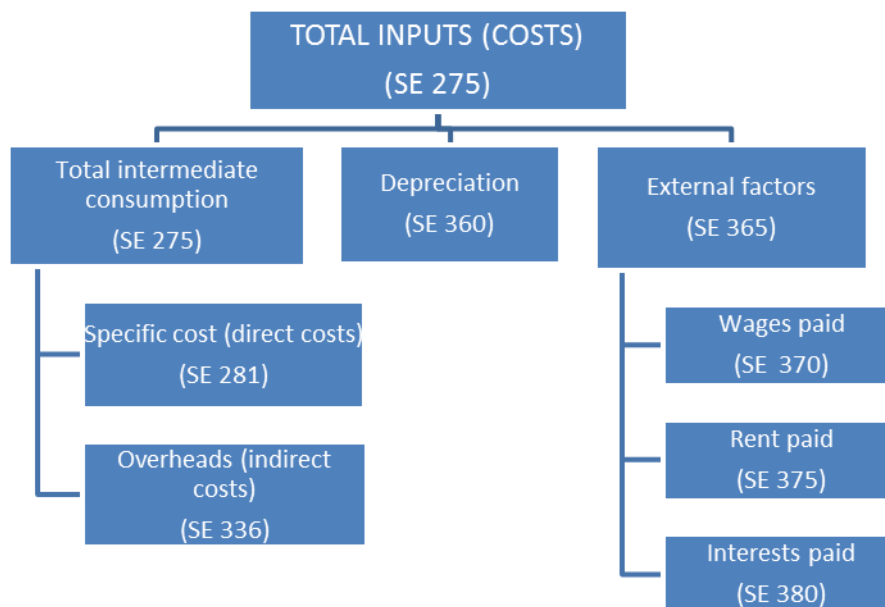 TOTAL INPUTS (COSTS)
(SE 275)
Total intermediate
consumption
(SE 275)
Depreciation
(SE 360)
External factors
(SE 365)
Specific cost (direct costs)
(SE 281)
Overheads (indirect
costs)
(SE 336)
Wages paid
(SE 370)
Rent paid
(SE 375)
Interests paid
(SE 380)